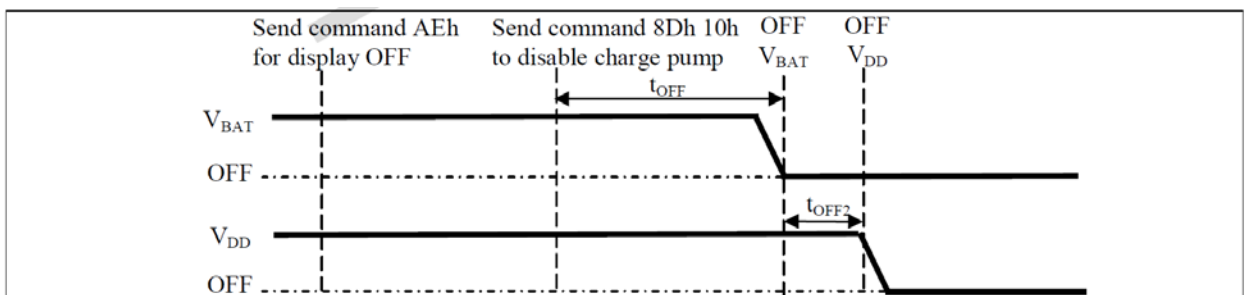 Send command AEh
for display OFF
Send command 8Dh 10h
to disable charge pump
OFF
VBAT
OFF
VDD
tOFF
VBAT
OFF
tOFF2
VDD
OFF